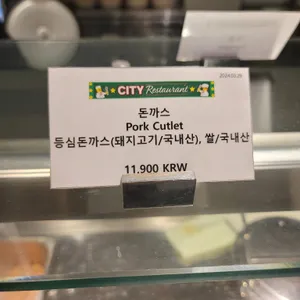 CITY Restaurant
돈까스
Pork Cutlet
등심돈까스(돼지고기/국내산), 쌀/국내산
11.900 KRW